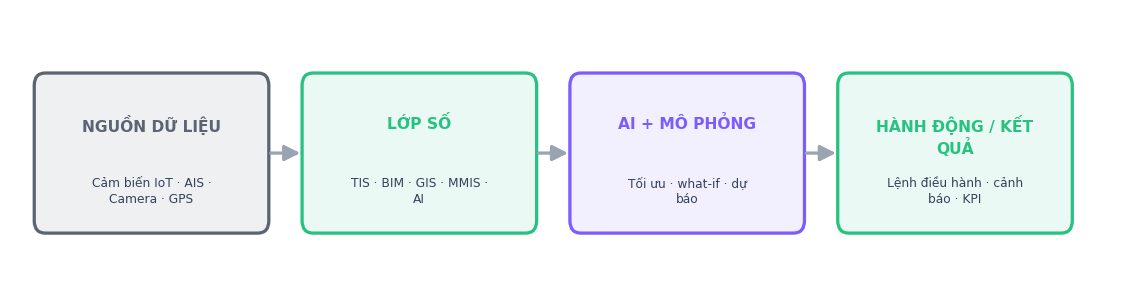 NGUỒN DỮ LIỆU
Cảm biến IoT · AIS ·
Camera · GPS
LỚP SỐ
TIS · BIM · GIS · MMIS ·
AI
AI + MÔ PHỎNG
Tối ưu · what-if · dự
báo
HÀNH ĐỘNG / KẾT
QUẢ
Lệnh điều hành · cảnh
báo · KPI